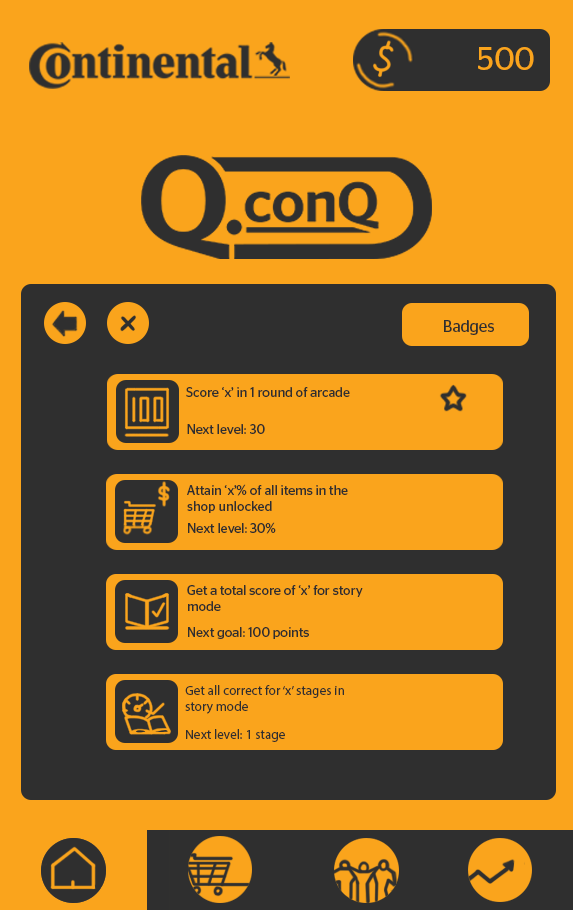 Continental
$ 500
Q.conQ
Badges
100
Score ‘x’ in 1 round of arcade
Next level: 30
$
Attain ‘x’% of all items in the
shop unlocked
Next level: 30%
Get a total score of ‘x’ for story
mode
Next goal: 100 points
Get all correct for ‘x’ stages in
story mode
Next level: 1 stage